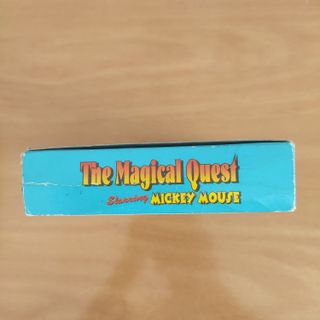 The Magical Quest
Starring MICKEY MOUSE